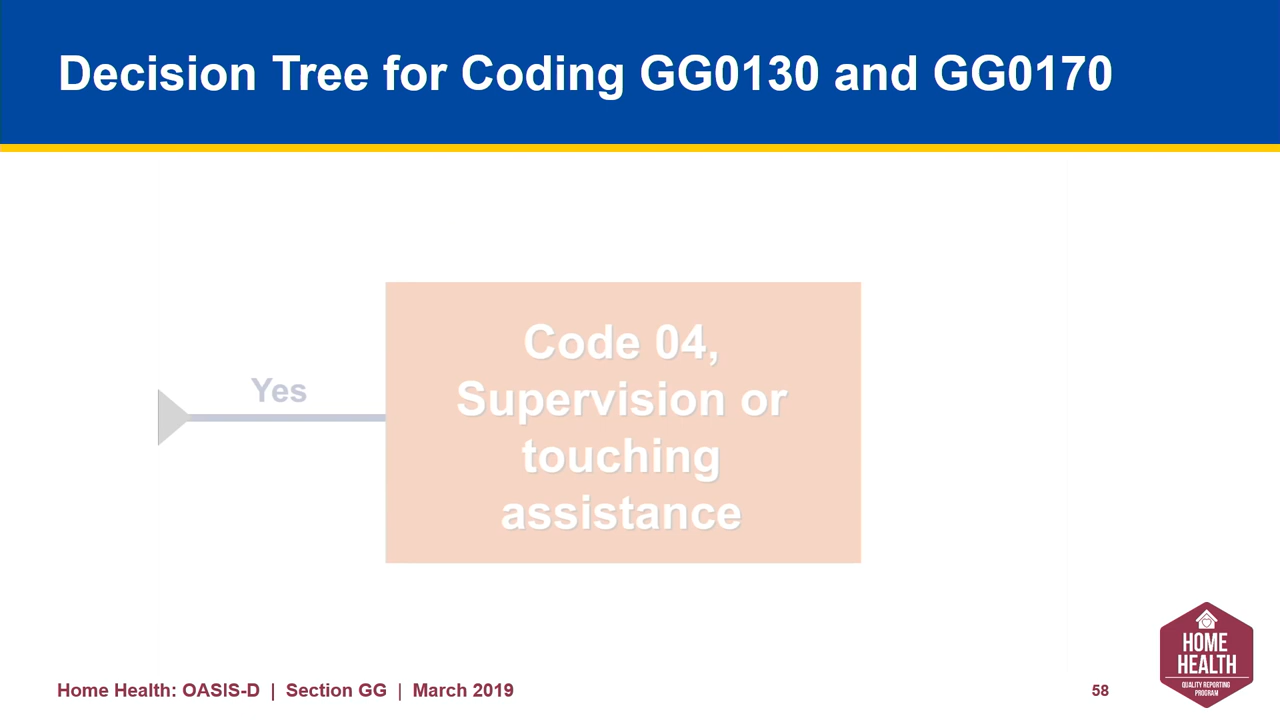 Decision Tree for Coding GG0130 and GG0170
Yes
Code 04,
Supervision or
touching
assistance
Home Health: OASIS-D | Section GG | March 2019
58
HOME
HEALTH
QUALITY REPORTING
PROGRAM